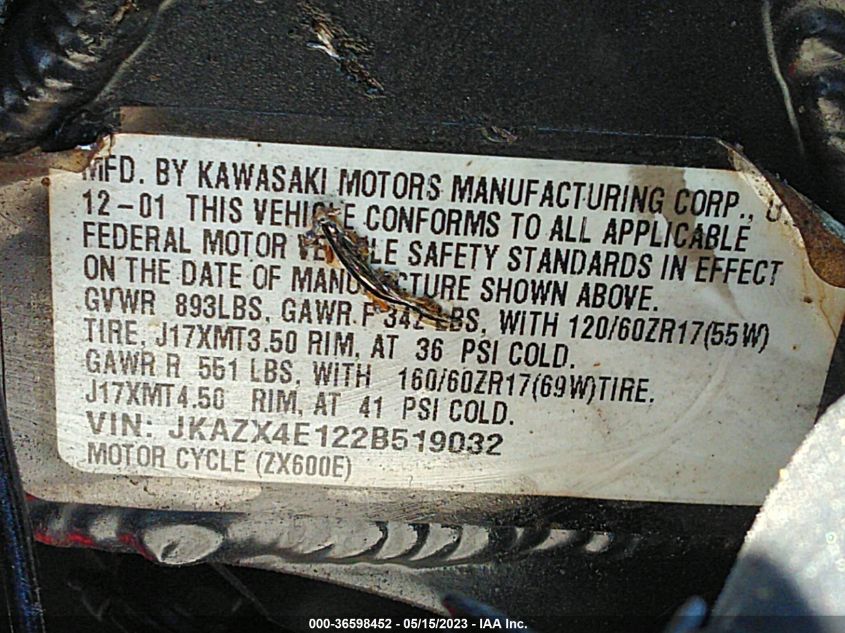 MFD. BY KAWASAKI MOTORS MANUFACTURING CORP., U
12-01 THIS VEHICLE CONFORMS TO ALL APPLICABLE
FEDERAL MOTOR VEHICLE SAFETY STANDARDS IN EFFECT
ON THE DATE OF MANUFACTURE SHOWN ABOVE.
GVWR 893LBS, GAWR F 342 LBS, WITH 120/60ZR17(55W)
TIRE, J17XMT3.50 RIM, AT 36 PSI COLD.
GAWR R 551 LBS, WITH 160/60ZR17(69W)TIRE.
J17XMT4.50 RIM, AT 41 PSI COLD.
VIN: JKAZX4E122B519032
MOTOR CYCLE (ZX600E)
000-36598452 - 05/15/2023 - IAA Inc.